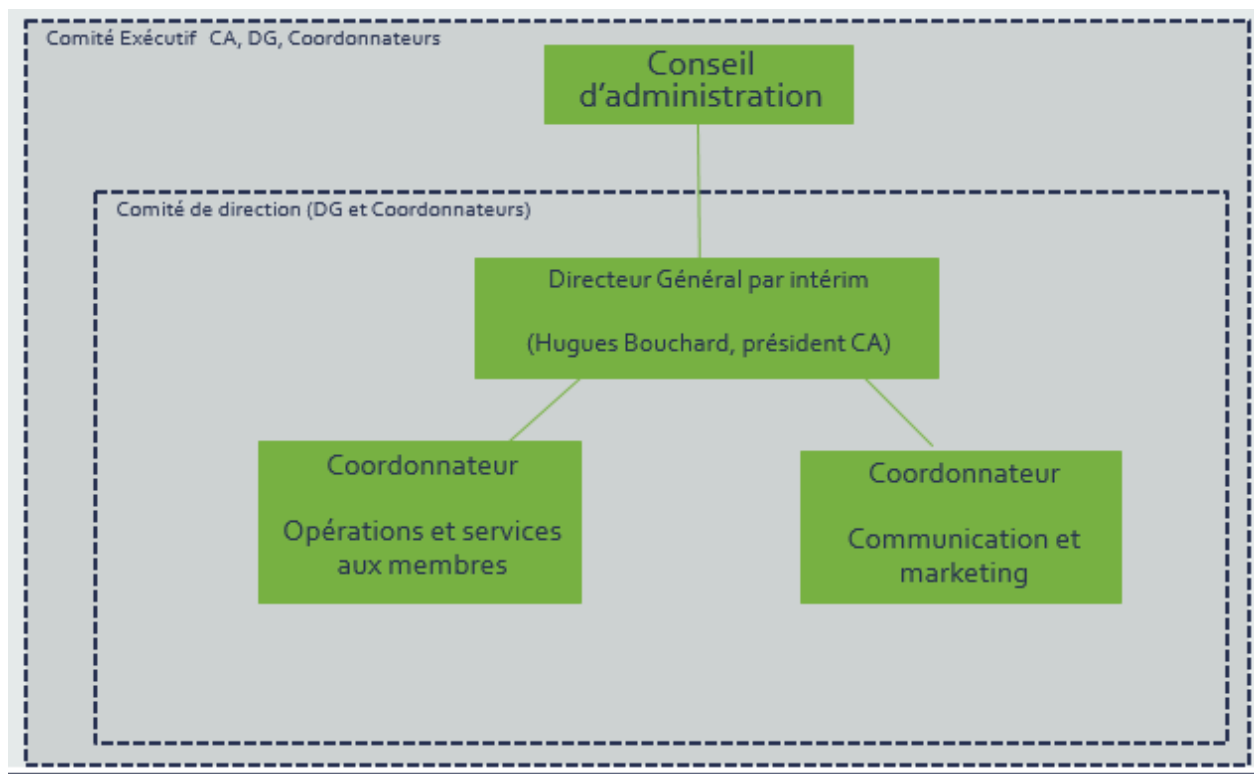 Comité Exécutif CA, DG, Coordonnateurs
Conseil
d'administration
Comité de direction (DG et Coordonnateurs)
Directeur Général par intérim
(Hugues Bouchard, président CA)
Coordonnateur
Opérations et services
aux membres
Coordonnateur
Communication et
marketing